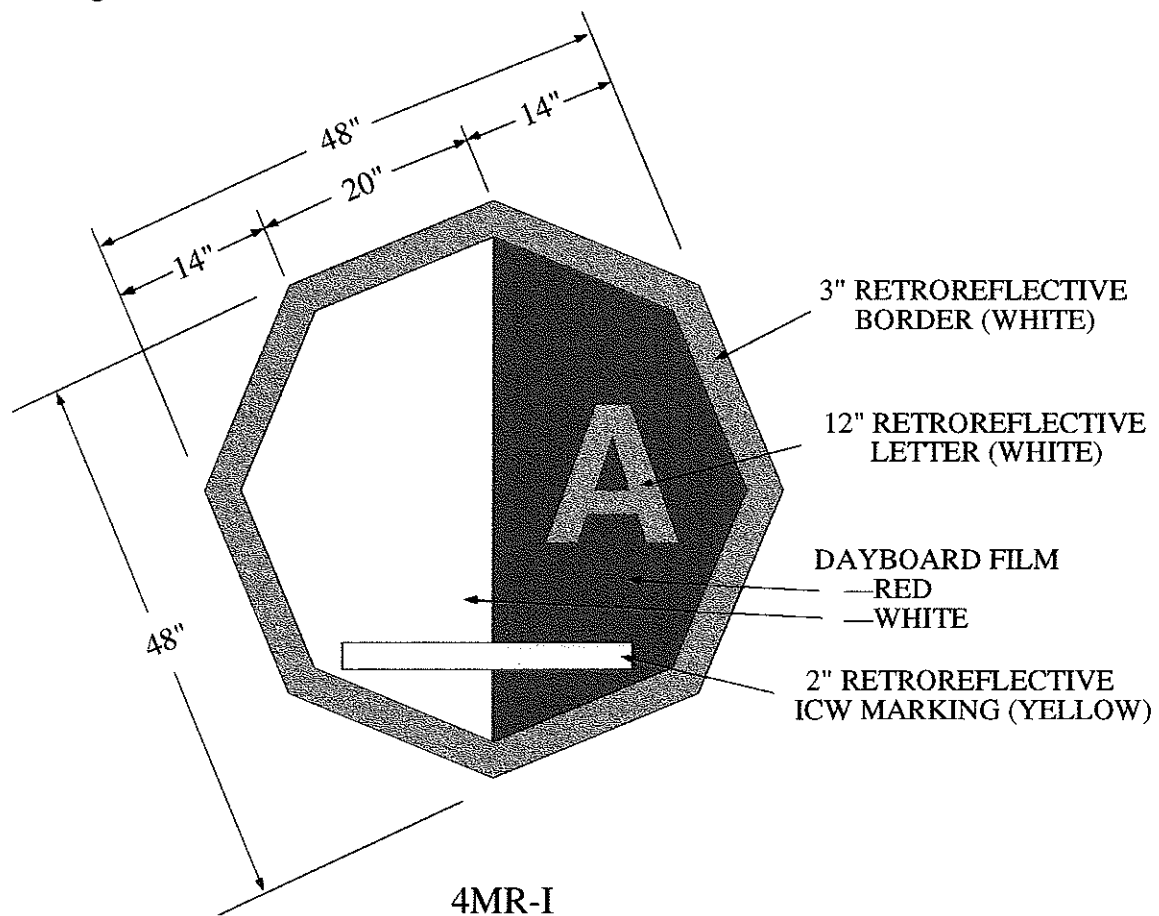 48"
14"
20"
14"
3" RETROREFLECTIVE
BORDER (WHITE)
12" RETROREFLECTIVE
LETTER (WHITE)
A
DAYBOARD FILM
—RED
—WHITE
48"
2" RETROREFLECTIVE
ICW MARKING (YELLOW)
4MR-I